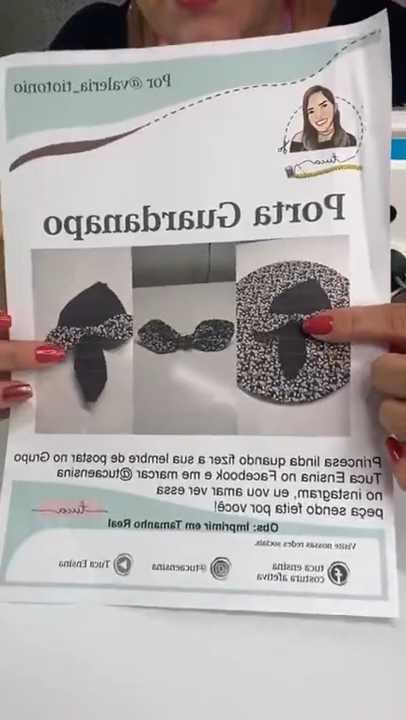 Por @valeria_tiotonio
tuca
Porta Guardanapo
Princesa linda quando fizer a sua lembre de postar no Grupo
Tuca Ensina no Facebook e me marcar @tucaensina
no instagram, eu vou amar ver essa
peça sendo feita por você!
tuca
Obs: Imprimir Tamanho Real
Visite nossas redes sociais.
tuca ensina
costura afetiva
@tucaensina
Tuca Ensina